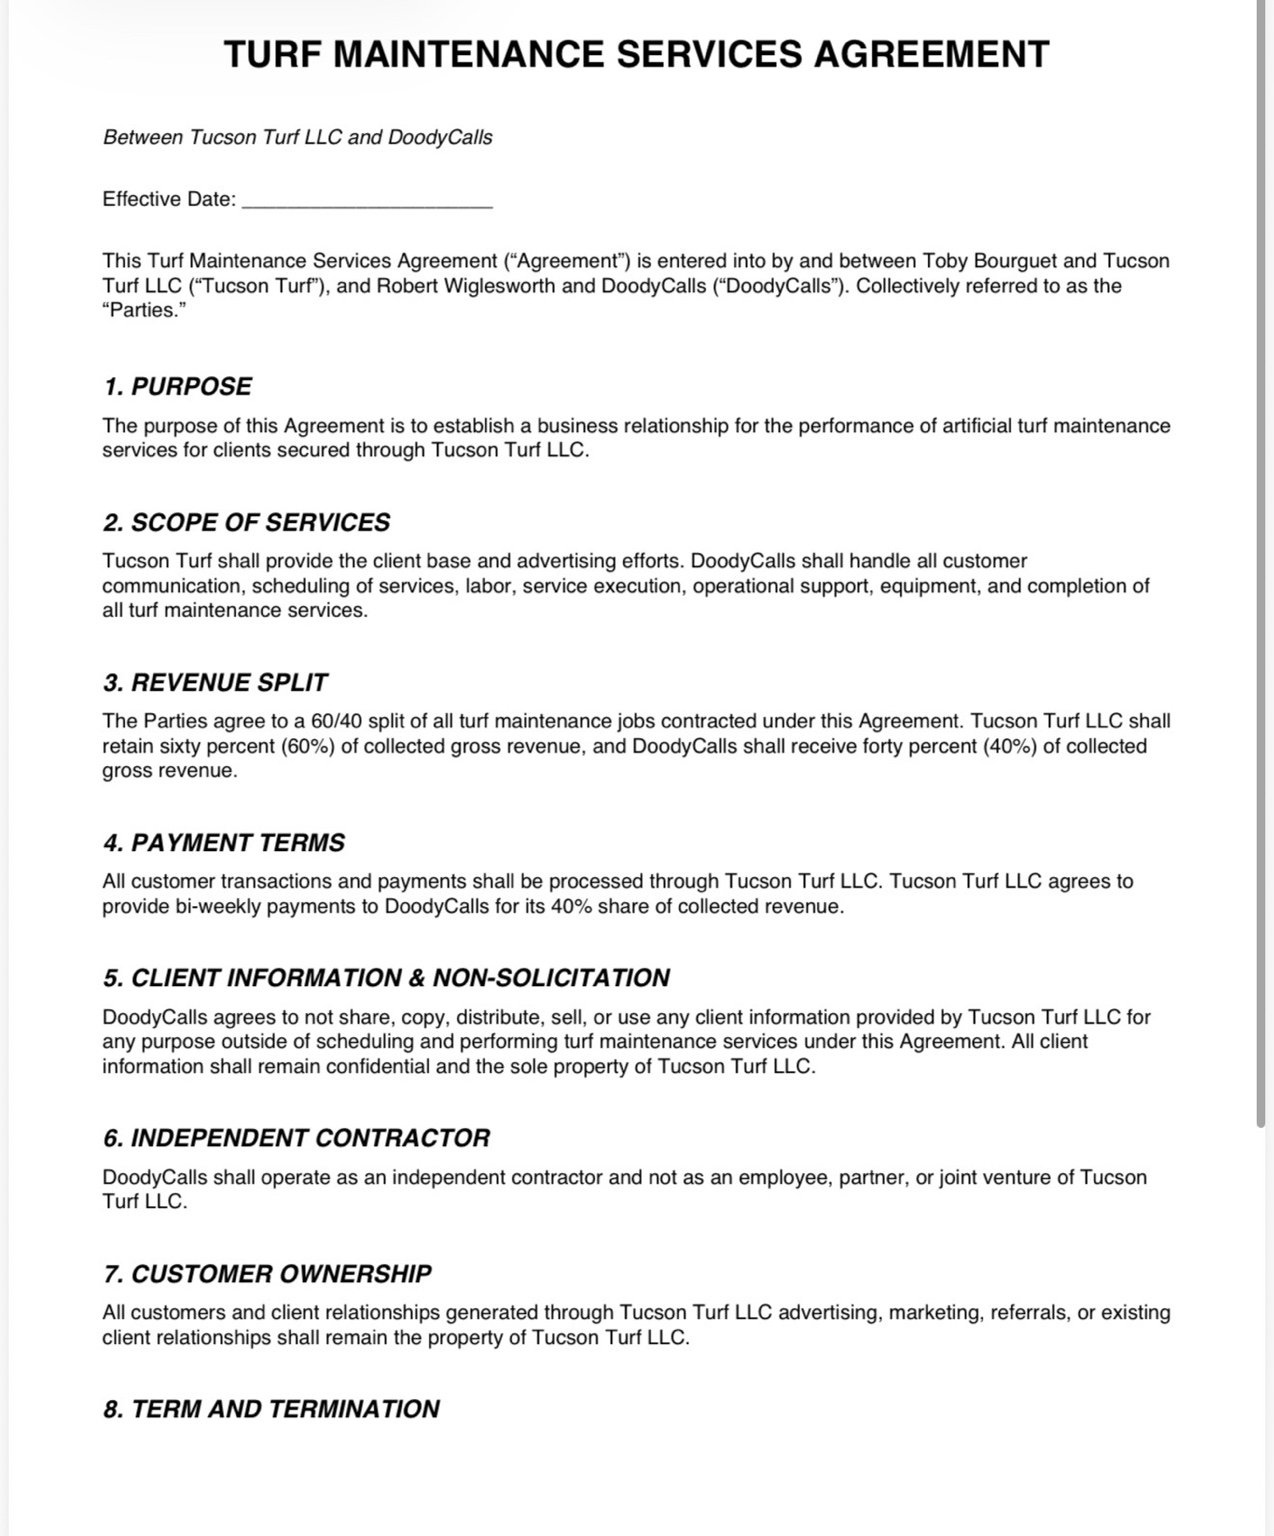 TURF MAINTENANCE SERVICES AGREEMENT
Between Tucson Turf LLC and DoodyCalls
Effective Date: ______________________
This Turf Maintenance Services Agreement (“Agreement”) is entered into by and between Toby Bourguet and Tucson
Turf LLC (“Tucson Turf”), and Robert Wiglesworth and DoodyCalls (“DoodyCalls”). Collectively referred to as the
“Parties.”
1. PURPOSE
The purpose of this Agreement is to establish a business relationship for the performance of artificial turf maintenance
services for clients secured through Tucson Turf LLC.
2. SCOPE OF SERVICES
Tucson Turf shall provide the client base and advertising efforts. DoodyCalls shall handle all customer
communication, scheduling of services, labor, service execution, operational support, equipment, and completion of
all turf maintenance services.
3. REVENUE SPLIT
The Parties agree to a 60/40 split of all turf maintenance jobs contracted under this Agreement. Tucson Turf LLC shall
retain sixty percent (60%) of collected gross revenue, and DoodyCalls shall receive forty percent (40%) of collected
gross revenue.
4. PAYMENT TERMS
All customer transactions and payments shall be processed through Tucson Turf LLC. Tucson Turf LLC agrees to
provide bi-weekly payments to DoodyCalls for its 40% share of collected revenue.
5. CLIENT INFORMATION & NON-SOLICITATION
DoodyCalls agrees to not share, copy, distribute, sell, or use any client information provided by Tucson Turf LLC for
any purpose outside of scheduling and performing turf maintenance services under this Agreement. All client
information shall remain confidential and the sole property of Tucson Turf LLC.
6. INDEPENDENT CONTRACTOR
DoodyCalls shall operate as an independent contractor and not as an employee, partner, or joint venture of Tucson
Turf LLC.
7. CUSTOMER OWNERSHIP
All customers and client relationships generated through Tucson Turf LLC advertising, marketing, referrals, or existing
client relationships shall remain the property of Tucson Turf LLC.
8. TERM AND TERMINATION